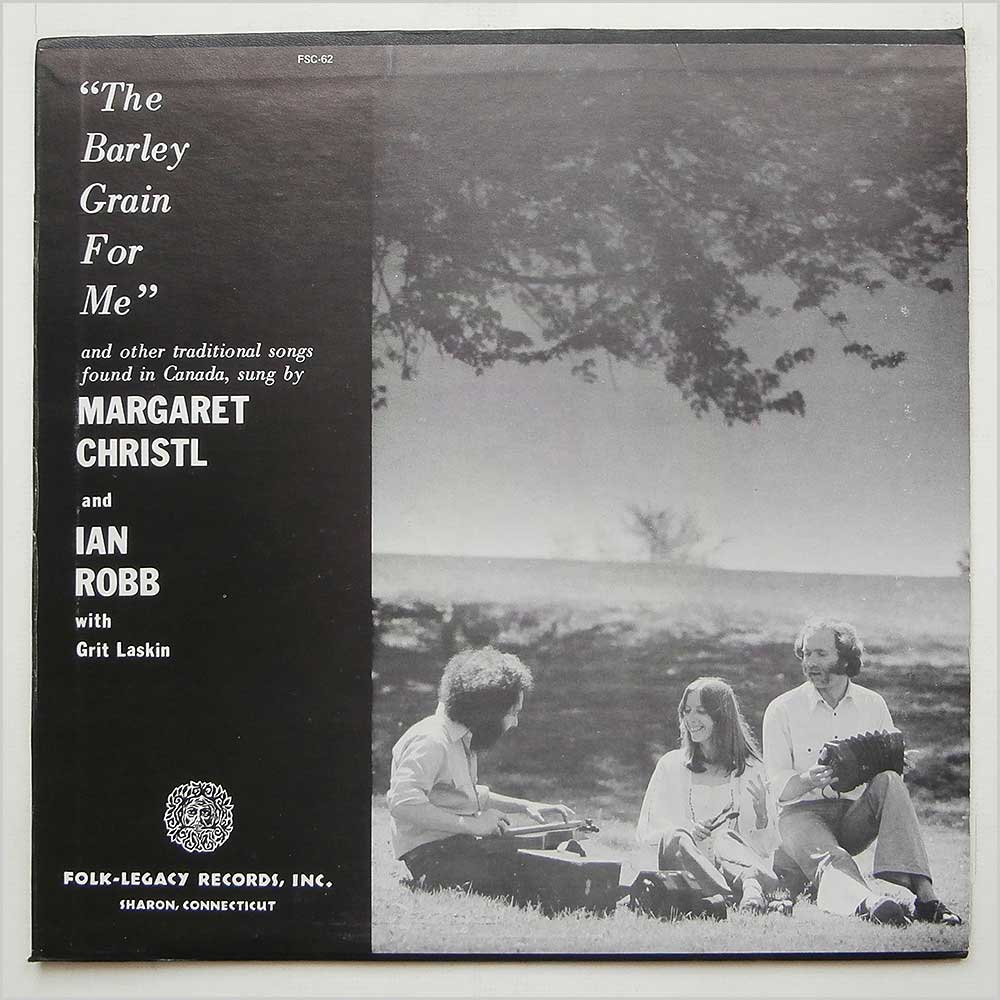 FSC-62
“The
Barley
Grain
For
Me”
and other traditional songs
found in Canada, sung by
MARGARET
CHRISTL
and
IAN
ROBB
with
Grit Laskin
FOLK-LEGACY RECORDS, INC.
SHARON, CONNECTICUT